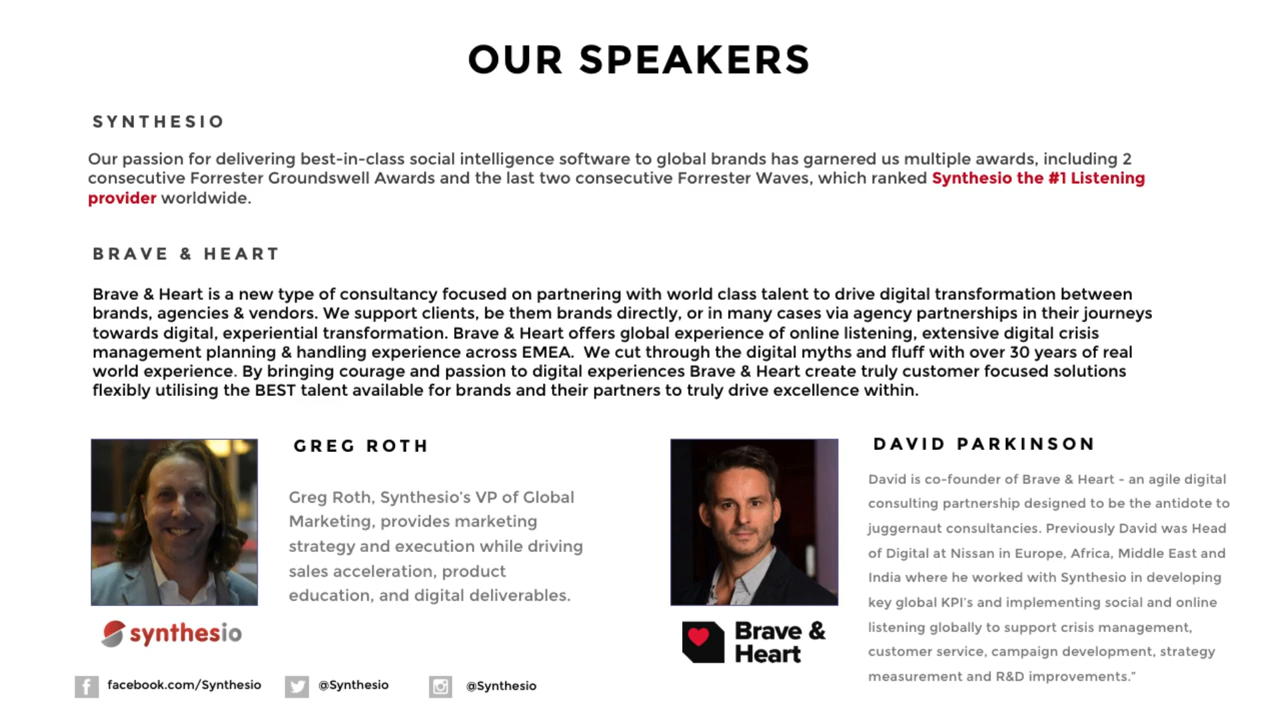 OUR SPEAKERS
SYNTHESIO
Our passion for delivering best-in-class social intelligence software to global brands has garnered us multiple awards, including 2
consecutive Forrester Groundswell Awards and the last two consecutive Forrester Waves, which ranked Synthesio the #1 Listening
provider worldwide.
BRAVE & HEART
Brave & Heart is a new type of consultancy focused on partnering with world class talent to drive digital transformation between
brands, agencies & vendors. We support clients, be them brands directly, or in many cases via agency partnerships in their journeys
towards digital, experiential transformation. Brave & Heart offers global experience of online listening, extensive digital crisis
management planning & handling experience across EMEA.  We cut through the digital myths and fluff with over 30 years of real
world experience. By bringing courage and passion to digital experiences Brave & Heart create truly customer focused solutions
flexibly utilising the BEST talent available for brands and their partners to truly drive excellence within.
GREG ROTH
Greg Roth, Synthesio's VP of Global
Marketing, provides marketing
strategy and execution while driving
sales acceleration, product
education, and digital deliverables.
synthesio
DAVID PARKINSON
David is co-founder of Brave & Heart - an agile digital
consulting partnership designed to be the antidote to
juggernaut consultancies. Previously David was Head
of Digital at Nissan in Europe, Africa, Middle East and
India where he worked with Synthesio in developing
key global KPI's and implementing social and online
listening globally to support crisis management,
customer service, campaign development, strategy
measurement and R&D improvements."
Brave &
Heart
facebook.com/Synthesio
@Synthesio
@Synthesio